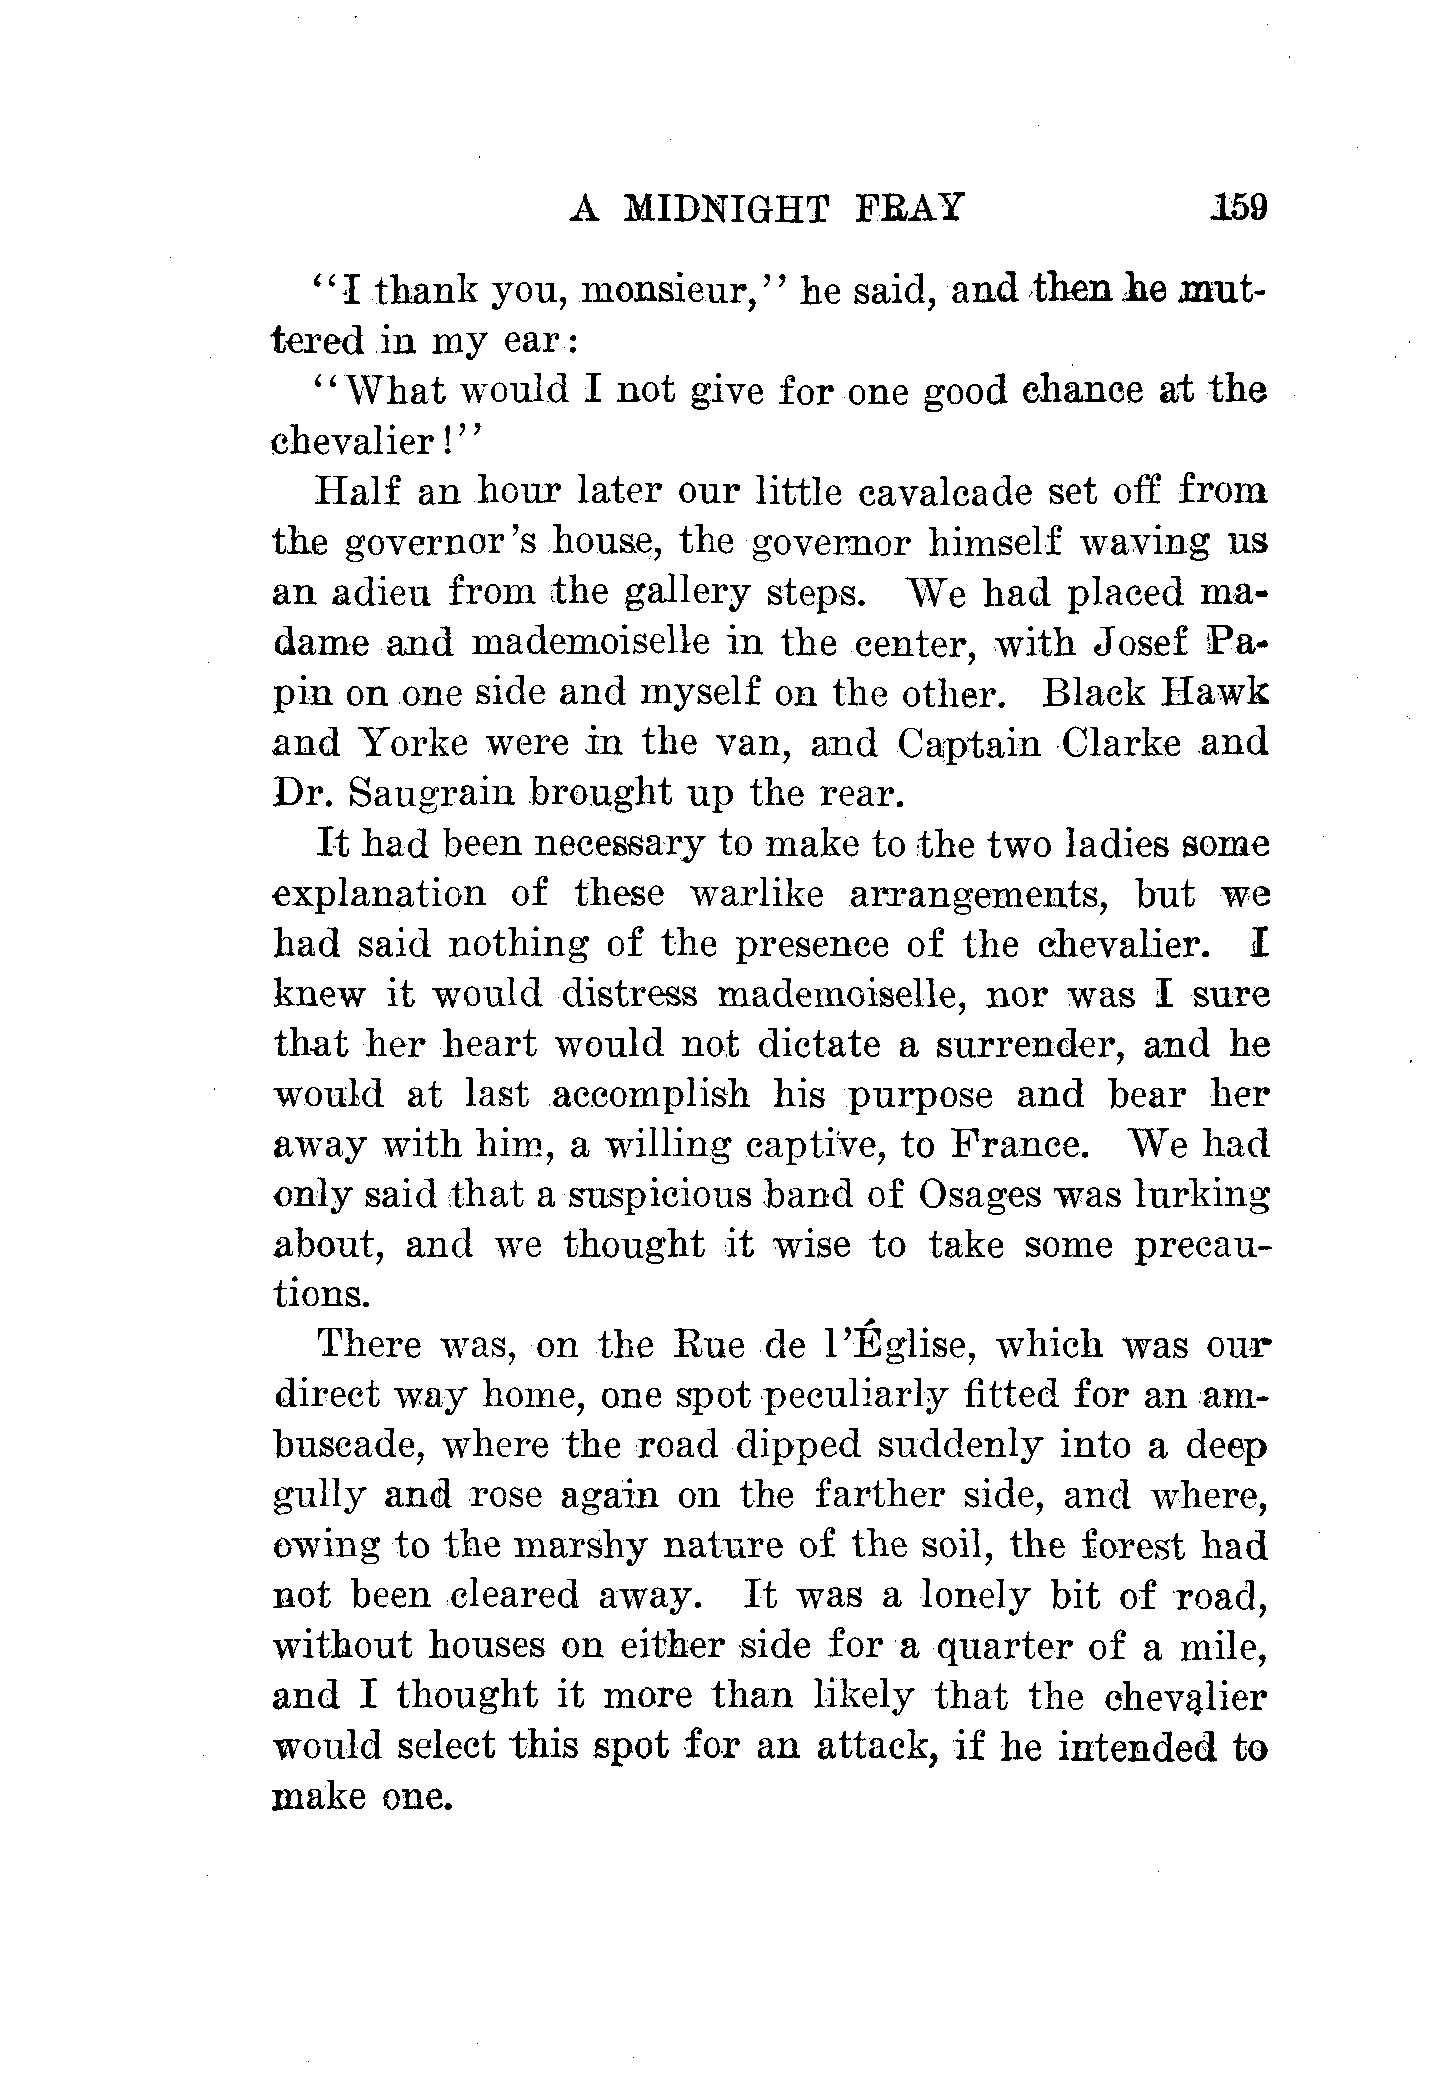 A MIDNIGHT FRAY 159
"I thank you, monsieur," he said, and then he mut-
tered in my ear:
"What would I not give for one good chance at the
chevalier!"
Half an hour later our little cavalcade set off from
the governor's house, the governor himself waving us
an adieu from the gallery steps. We had placed ma-
dame and mademoiselle in the center, with Josef Pa-
pin on one side and myself on the other. Black Hawk
and Yorke were in the van, and Captain Clarke and
Dr. Saugrain brought up the rear.
It had been necessary to make to the two ladies some
explanation of these warlike arrangements, but we
had said nothing of the presence of the chevalier. I
knew it would distress mademoiselle, nor was I sure
that her heart would not dictate a surrender, and he
would at last accomplish his purpose and bear her
away with him, a willing captive, to France. We had
only said that a suspicious band of Osages was lurking
about, and we thought it wise to take some precau-
tions.
There was, on the Rue de l'Église, which was our
direct way home, one spot peculiarly fitted for an am-
buscade, where the road dipped suddenly into a deep
gully and rose again on the farther side, and where,
owing to the marshy nature of the soil, the forest had
not been cleared away. It was a lonely bit of road,
without houses on either side for a quarter of a mile,
and I thought it more than likely that the chevalier
would select this spot for an attack, if he intended to
make one.